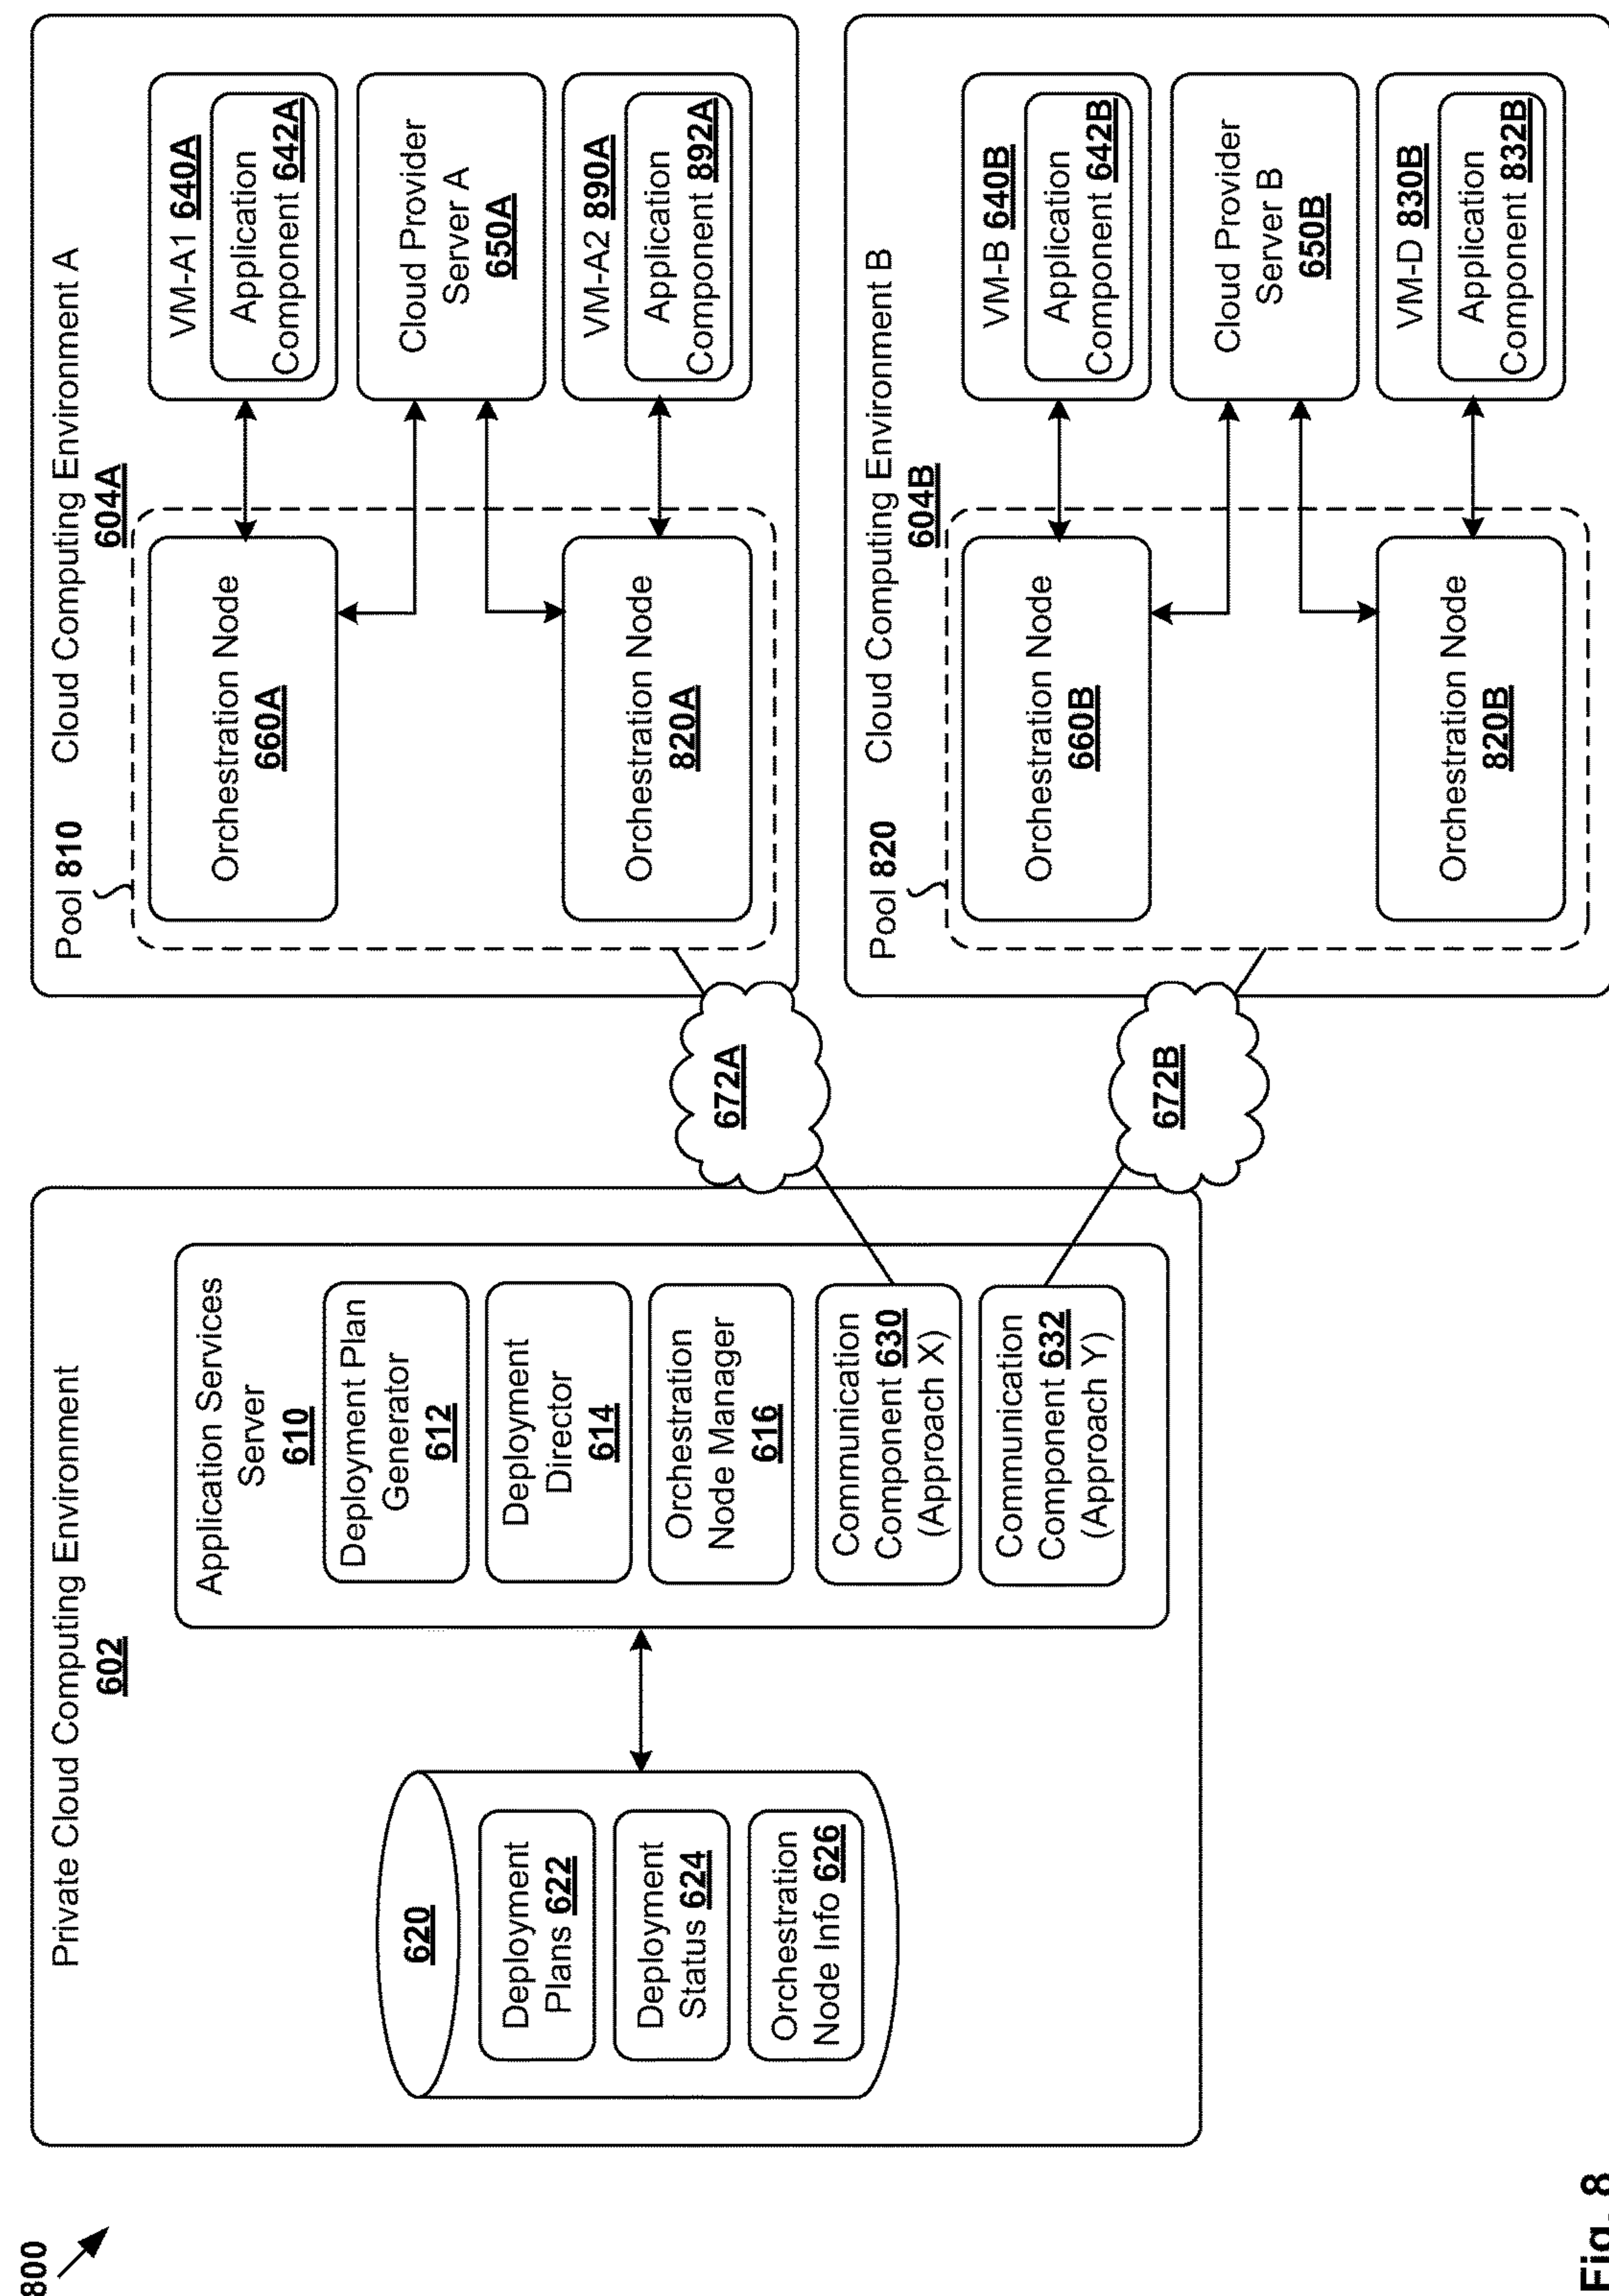 800
Private Cloud Computing Environment
602
620
Deployment
Plans 622
Deployment
Status 624
Orchestration
Node Info 626
Application Services
Server
610
Deployment Plan
Generator
612
Deployment
Director
614
Orchestration
Node Manager
616
Communication
Component 630
(Approach X)
Communication
Component 632
(Approach Y)
672A
672B
Pool 810
Cloud Computing Environment A
604A
Orchestration Node
660A
Orchestration Node
820A
VM-A1 640A
Application
Component 642A
Cloud Provider
Server A
650A
VM-A2 890A
Application
Component 892A
Pool 820
Cloud Computing Environment B
604B
Orchestration Node
660B
Orchestration Node
820B
VM-B 640B
Application
Component 642B
Cloud Provider
Server B
650B
VM-D 830B
Application
Component 832B
Fig. 8